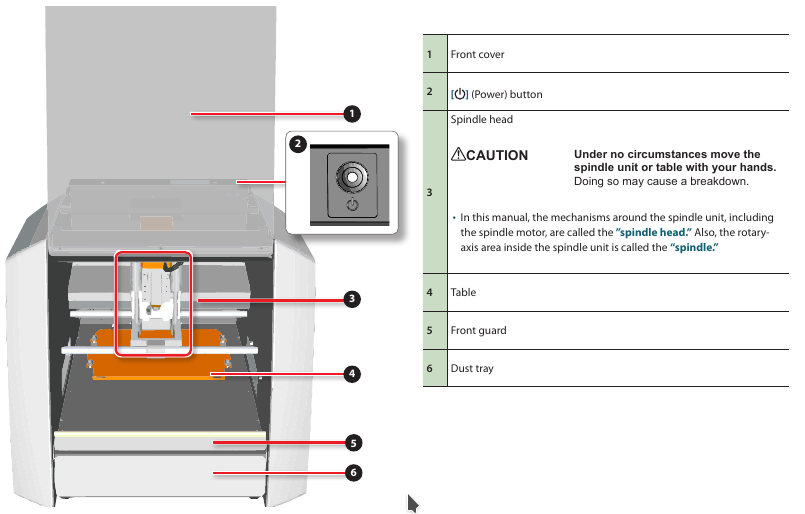 1
2
3
4
5
6
1 Front cover
2 [⏻] (Power) button
3 Spindle head
⚠CAUTION Under no circumstances move the
spindle unit or table with your hands.
Doing so may cause a breakdown.
• In this manual, the mechanisms around the spindle unit, including
the spindle motor, are called the “spindle head.” Also, the rotary-
axis area inside the spindle unit is called the “spindle.”
4 Table
5 Front guard
6 Dust tray